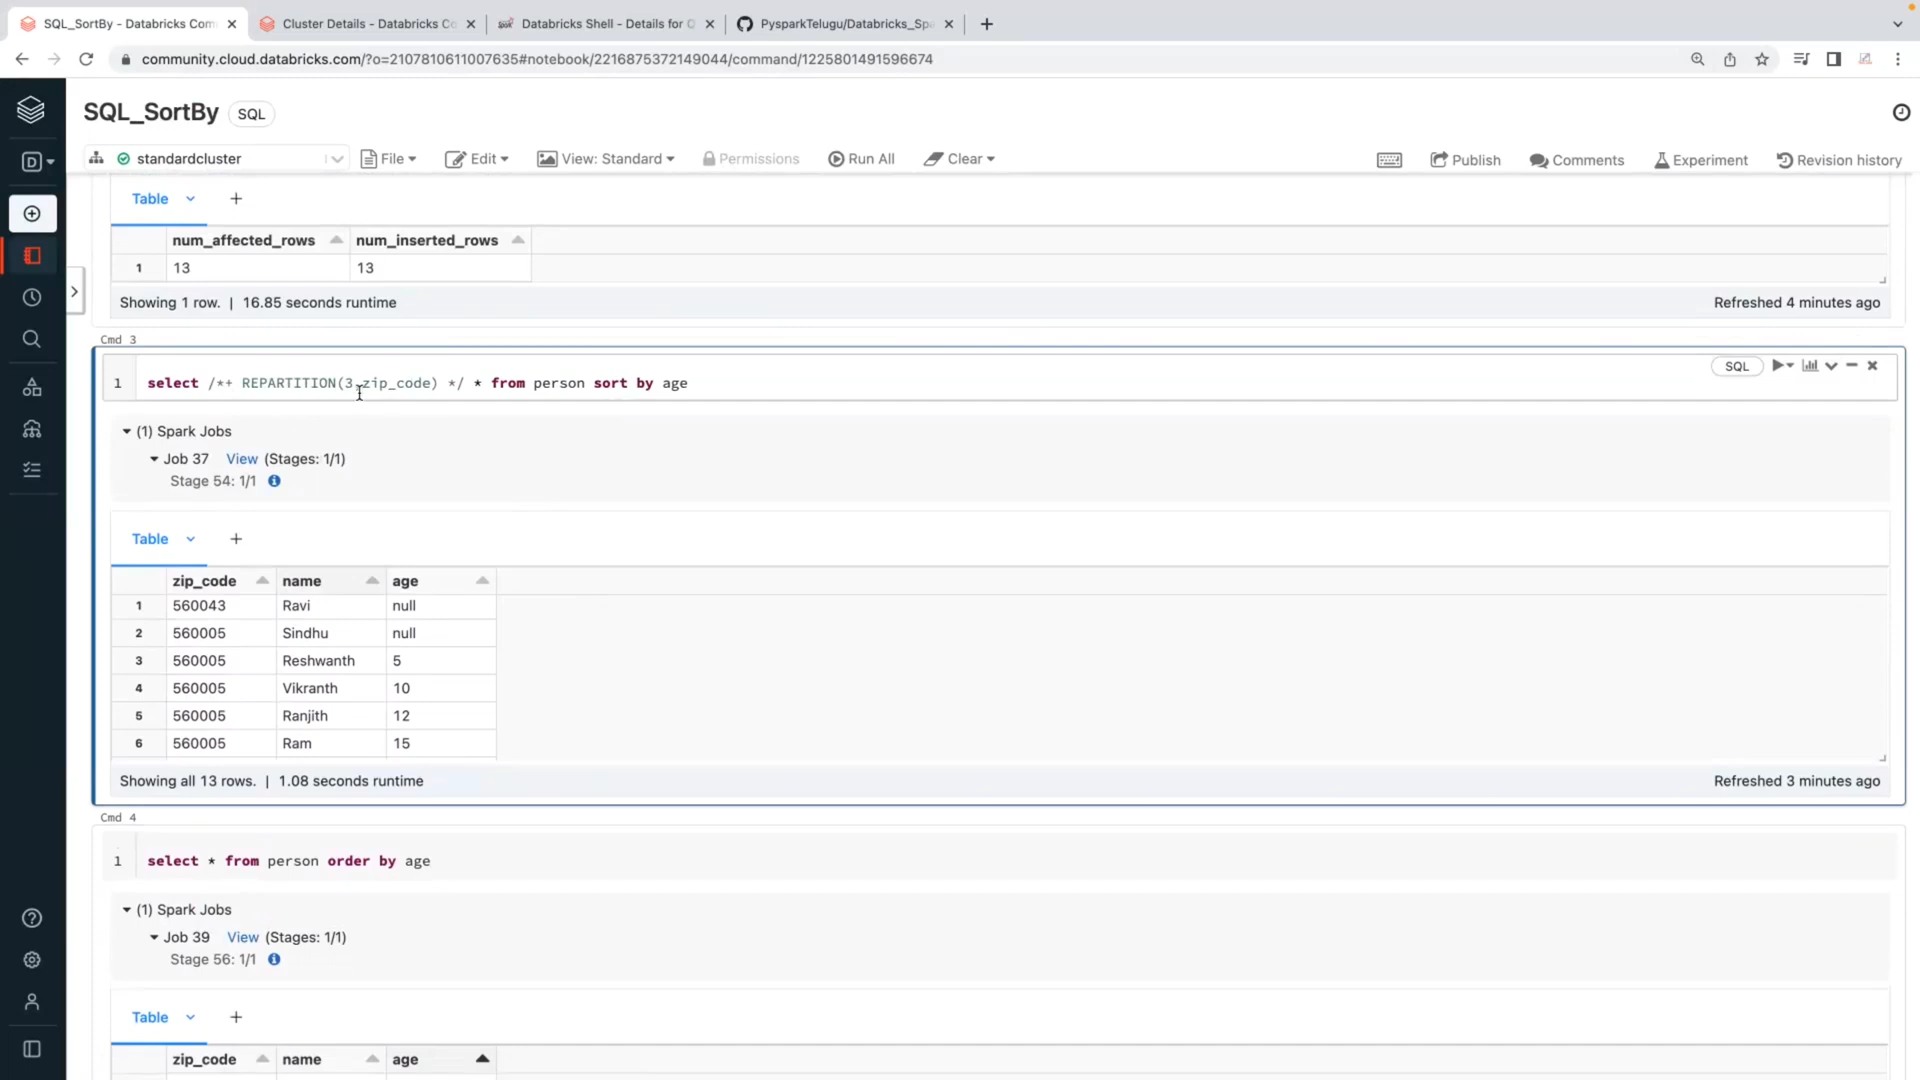 SQL_SortBy - Databricks Com
Cluster Details - Databricks Co
Databricks Shell - Details for Q
PysparkTelugu/Databricks_Spa
community.cloud.databricks.com/?o=2107810611007635#notebook/2216875372149044/command/1225801491596674
SQL_SortBy SQL
D
standardcluster File Edit View: Standard Permissions Run All Clear Publish Comments Experiment Revision history
Table +
num_affected_rows num_inserted_rows
1 13 13
Showing 1 row. | 16.85 seconds runtime Refreshed 4 minutes ago
Cmd 3
SQL
1 select /*+ REPARTITION(3,zip_code) */ * from person sort by age
(1) Spark Jobs
Job 37 View (Stages: 1/1)
Stage 54: 1/1
Table +
zip_code name age
1 560043 Ravi null
2 560005 Sindhu null
3 560005 Reshwanth 5
4 560005 Vikranth 10
5 560005 Ranjith 12
6 560005 Ram 15
Showing all 13 rows. | 1.08 seconds runtime Refreshed 3 minutes ago
Cmd 4
1 select * from person order by age
(1) Spark Jobs
Job 39 View (Stages: 1/1)
Stage 56: 1/1
Table +
zip_code name age